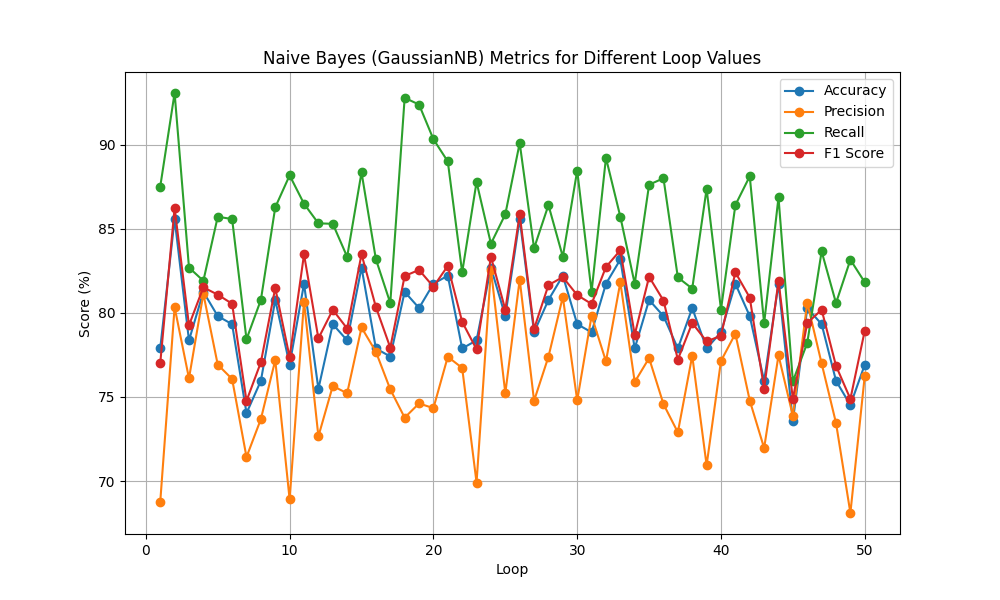 Naive Bayes (GaussianNB) Metrics for Different Loop Values
Accuracy
Precision
Recall
F1 Score
Score (%)
90
85
80
75
70
0 10 20 30 40 50
Loop